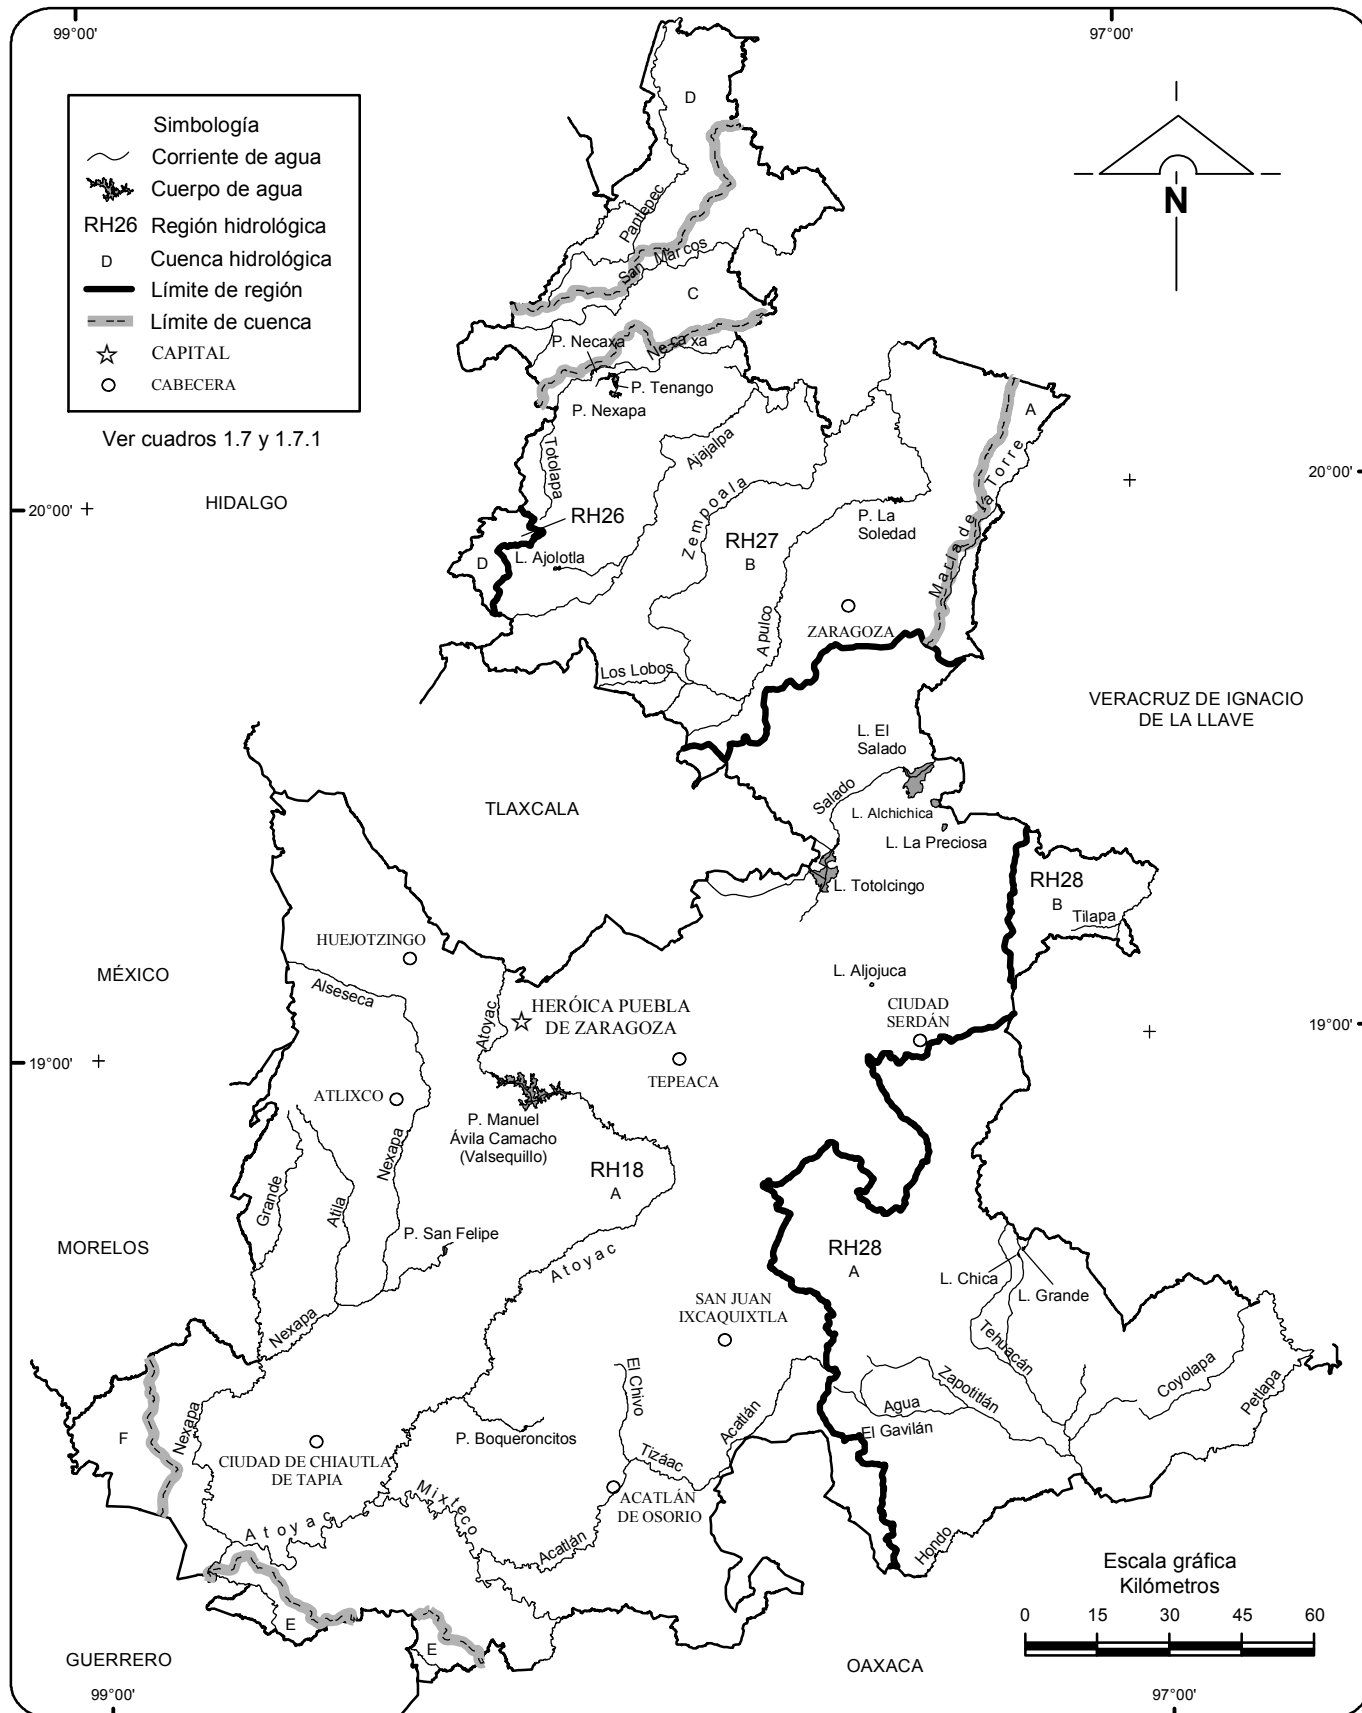 99°00'
97°00'
Simbología
Corriente de agua
Cuerpo de agua
RH26 Región hidrológica
D Cuenca hidrológica
Límite de región
Límite de cuenca
CAPITAL
CABECERA
Ver cuadros 1.7 y 1.7.1
N
D
Pantepec
San Marcos
C
P. Necaxa
Necaxa
P. Tenango
P. Nexapa
A
Totolapa
Ajajalpa
María de la Torre
20°00'
HIDALGO
20°00'
Zempoala
RH26
P. La
Soledad
RH27
B
D
L. Ajolotla
Apulco
ZARAGOZA
Los Lobos
VERACRUZ DE IGNACIO
DE LA LLAVE
L. El
Salado
Salado
TLAXCALA
L. Alchichica
L. La Preciosa
L. Totolcingo
RH28
B
Tilapa
HUEJOTZINGO
MÉXICO
Alseseca
L. Aljojuca
Atoyac
HERÓICA PUEBLA
DE ZARAGOZA
CIUDAD
SERDÁN
19°00'
19°00'
TEPEACA
ATLIXCO
P. Manuel
Ávila Camacho
(Valsequillo)
Nexapa
RH18
A
Grande
Atila
P. San Felipe
MORELOS
Atoyac
RH28
A
L. Chica
L. Grande
SAN JUAN
IXCAQUIXTLA
Nexapa
Tehuacán
El Chivo
Zapotitlán
Coyolapa
Petlapa
Agua
El Gavilán
Nexapa
F
Acatlán
P. Boqueroncitos
CIUDAD DE CHIAUTLA
DE TAPIA
Tizáac
Mixteco
ACATLÁN
DE OSORIO
Atoyac
Acatlán
Hondo
Escala gráfica
Kilómetros
0 15 30 45 60
E
E
GUERRERO
OAXACA
99°00'
97°00'